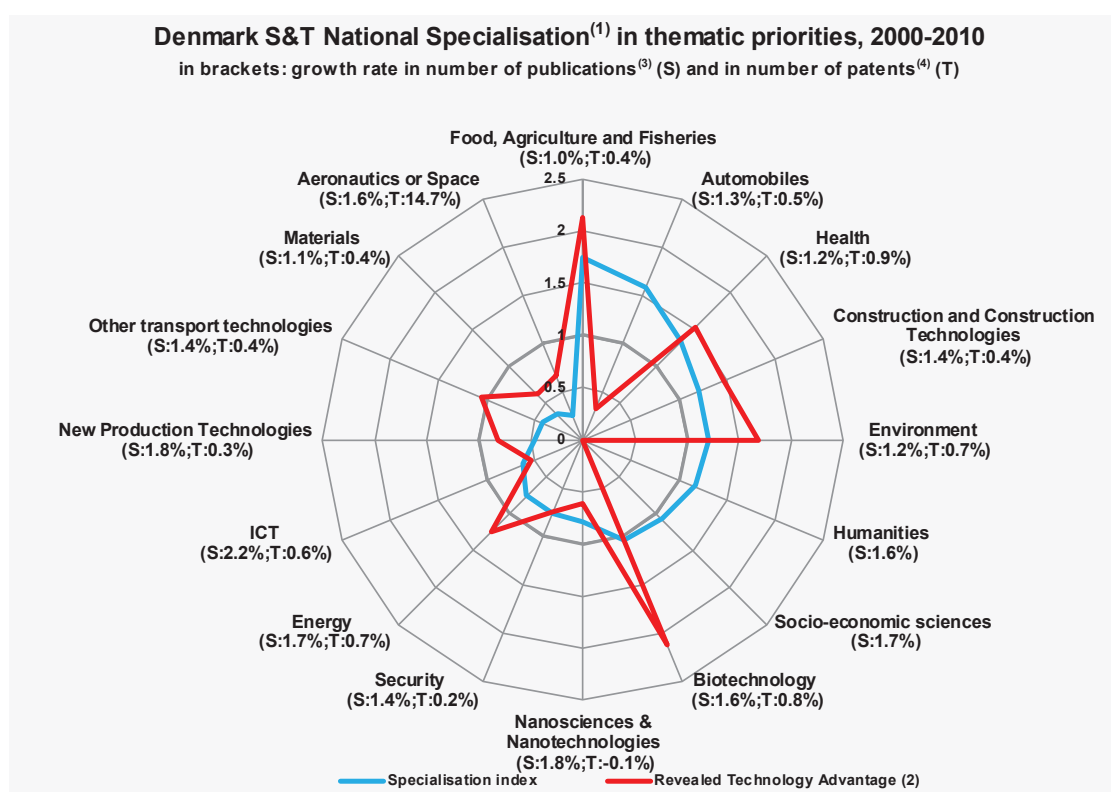 Denmark S&T National Specialisation(1) in thematic priorities, 2000-2010
in brackets: growth rate in number of publications(3) (S) and in number of patents(4) (T)
Food, Agriculture and Fisheries
(S:1.0%;T:0.4%)
Aeronautics or Space
(S:1.6%;T:14.7%)
2.5
Automobiles
(S:1.3%;T:0.5%)
Materials
(S:1.1%;T:0.4%)
2
Health
(S:1.2%;T:0.9%)
1.5
Other transport technologies
(S:1.4%;T:0.4%)
1
Construction and Construction
Technologies
(S:1.4%;T:0.4%)
0.5
New Production Technologies
(S:1.8%;T:0.3%)
0
Environment
(S:1.2%;T:0.7%)
ICT
(S:2.2%;T:0.6%)
Humanities
(S:1.6%)
Energy
(S:1.7%;T:0.7%)
Socio-economic sciences
(S:1.7%)
Security
(S:1.4%;T:0.2%)
Biotechnology
(S:1.6%;T:0.8%)
Nanosciences &
Nanotechnologies
(S:1.8%;T:-0.1%)
Specialisation index
Revealed Technology Advantage (2)